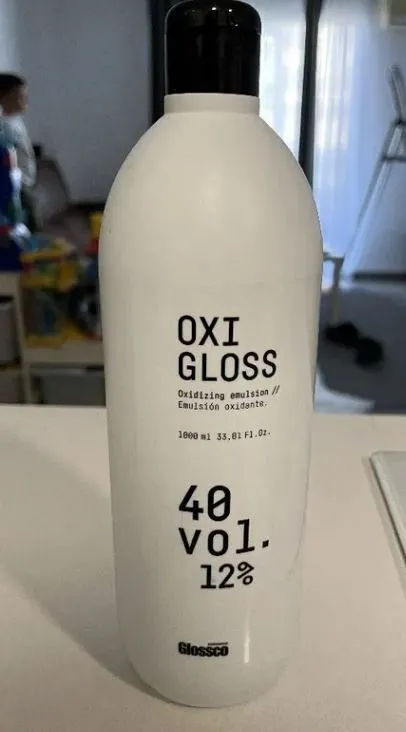 OXI
GLOSS
Oxidizing emulsion //
Emulsión oxidante.
1000 ml 33,81 Fl.Oz.
40
vol.
12%
Glossco